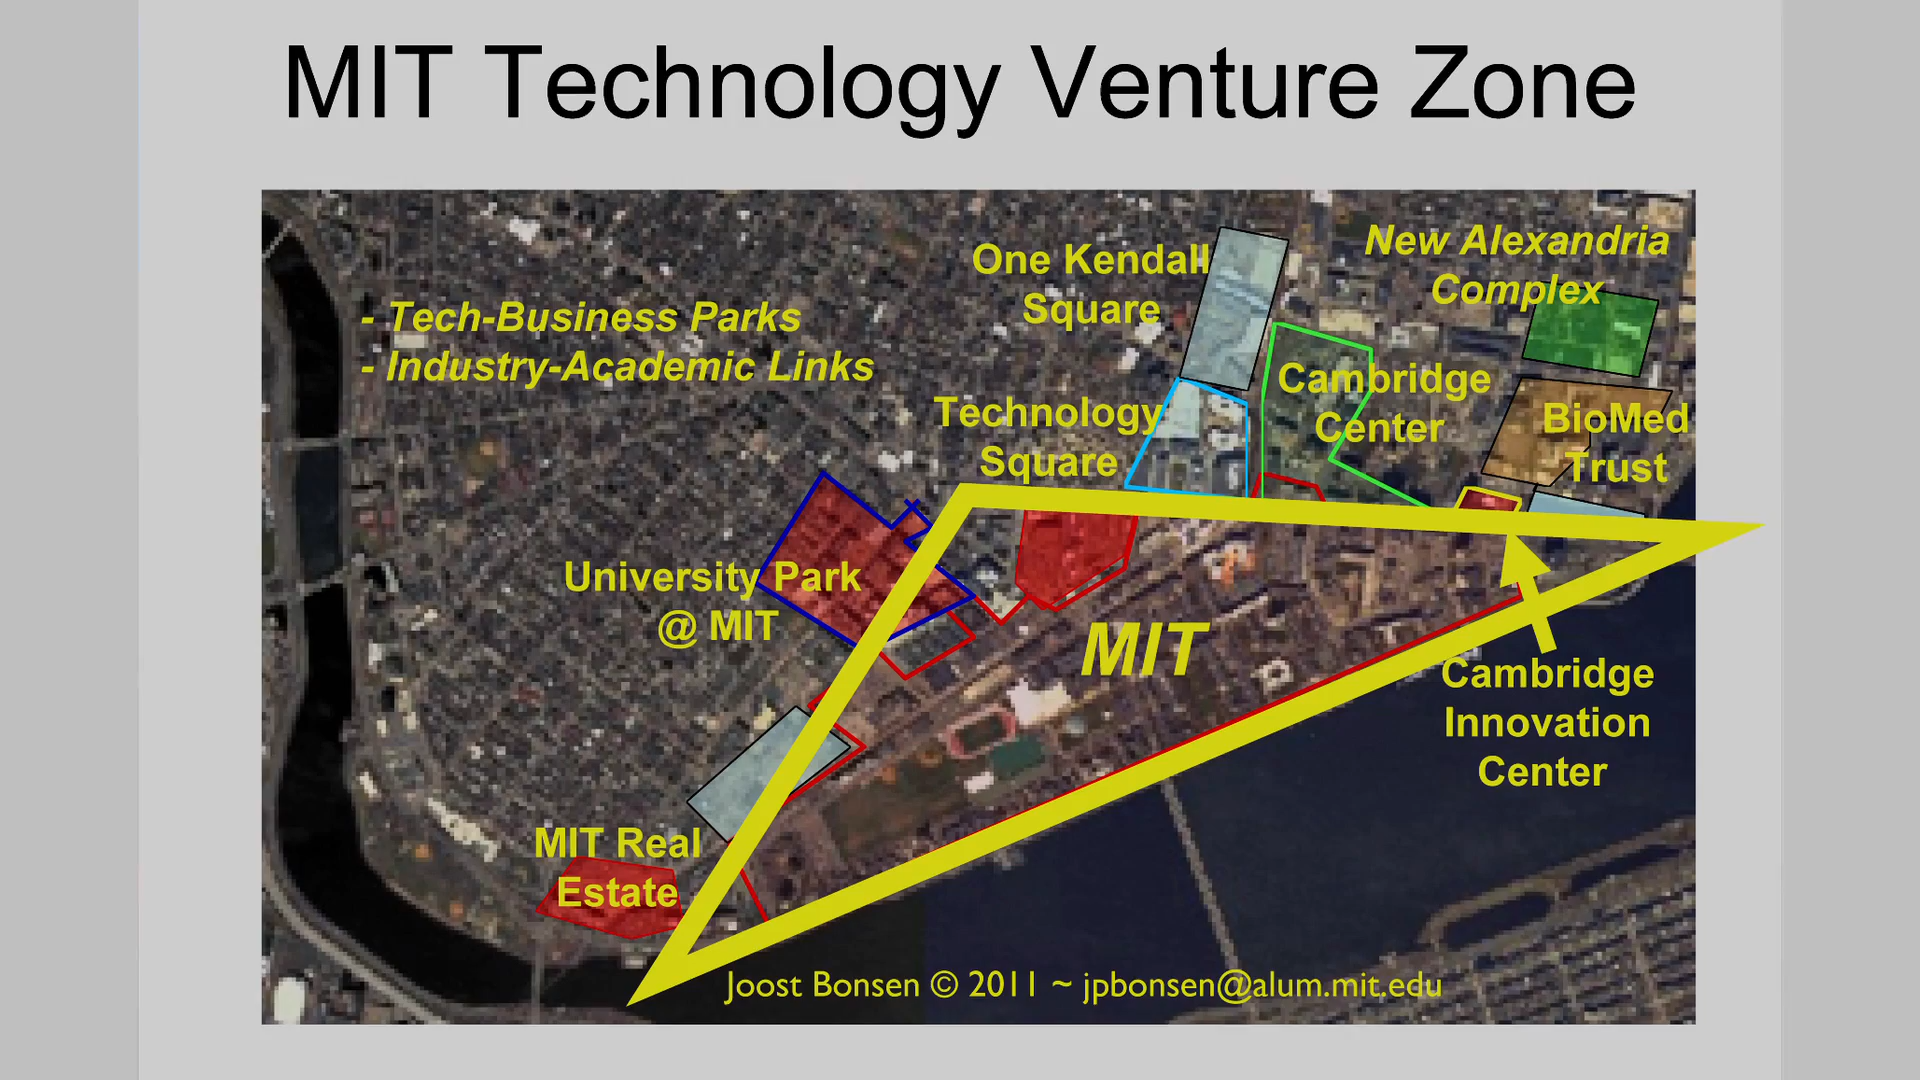 MIT Technology Venture Zone
- Tech-Business Parks
- Industry-Academic Links
One Kendall
Square
New Alexandria
Complex
Technology
Square
Cambridge
Center
BioMed
Trust
University Park
@ MIT
MIT
Cambridge
Innovation
Center
MIT Real
Estate
Joost Bonsen © 2011 ~ jpbonsen@alum.mit.edu